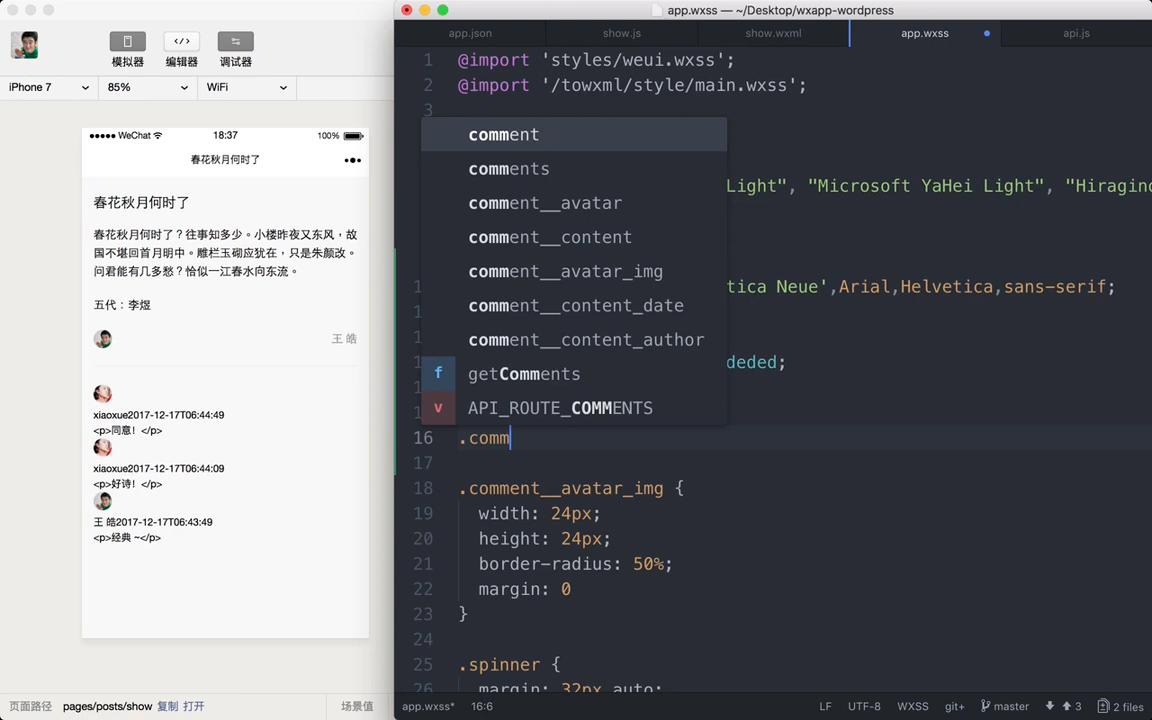 模拟器
编辑器
调试器
iPhone 7
85%
WiFi
WeChat
18:37
100%
春花秋月何时了
春花秋月何时了
春花秋月何时了？往事知多少。小楼昨夜又东风，故
国不堪回首月明中。雕栏玉砌应犹在，只是朱颜改。
问君能有几多愁？恰似一江春水向东流。
五代：李煜
王 皓
xiaoxue2017-12-17T06:44:49
<p>同意！</p>
xiaoxue2017-12-17T06:44:09
<p>好诗！</p>
王 皓2017-12-17T06:43:49
<p>经典 ~</p>
页面路径 pages/posts/show 复制 打开
场景值
app.wxss — ~/Desktop/wxapp-wordpress
app.json
show.js
show.wxml
app.wxss
api.js
1 @import 'styles/weui.wxss';
2 @import '/towxml/style/main.wxss';
3
comment
comments
Light", "Microsoft YaHei Light", "Hiragino
comment__avatar
comment__content
comment__avatar_img
tica Neue',Arial,Helvetica,sans-serif;
comment__content_date
comment__content_author
deded;
getComments
API_ROUTE_COMMENTS
16 .comm
17
18 .comment__avatar_img {
19 width: 24px;
20 height: 24px;
21 border-radius: 50%;
22 margin: 0
23 }
24
25 .spinner {
26 margin: 32px auto;
app.wxss* 16:6
LF UTF-8 WXSS git+ master 3 2 files